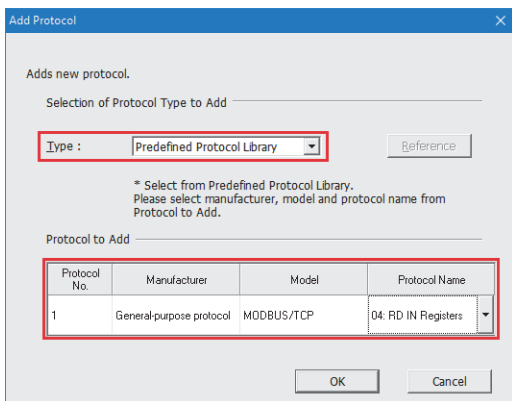 Add Protocol
Adds new protocol.
Selection of Protocol Type to Add
Type : Predefined Protocol Library Reference
* Select from Predefined Protocol Library.
Please select manufacturer, model and protocol name from
Protocol to Add.
Protocol to Add
Protocol No. Manufacturer Model Protocol Name
1 General-purpose protocol MODBUS/TCP 04: RD IN Registers
OK Cancel